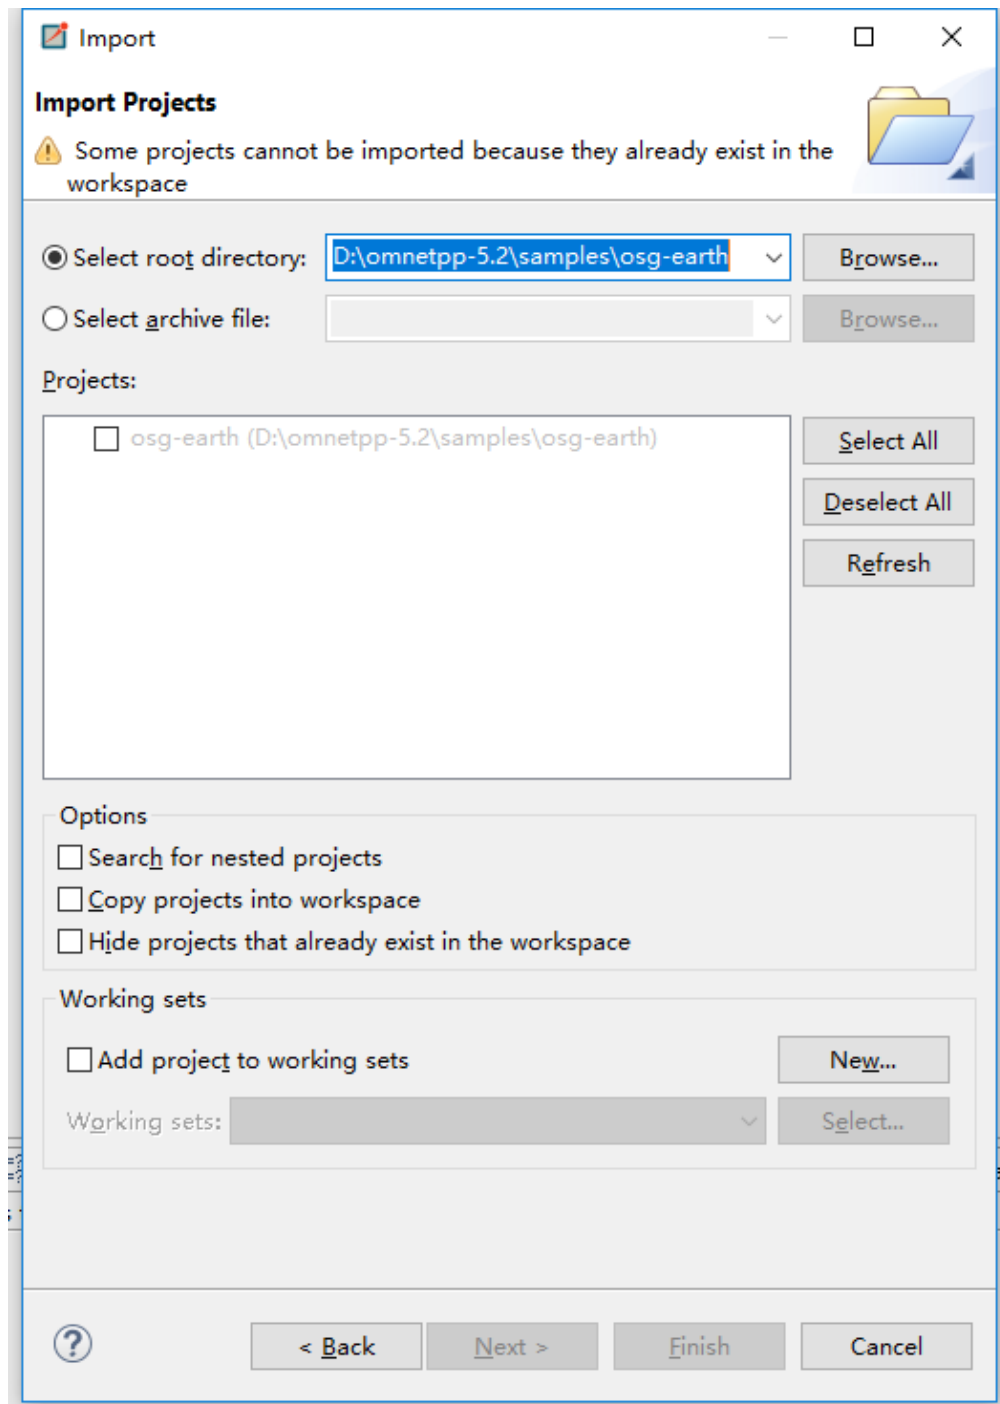 Import
Import Projects
Some projects cannot be imported because they already exist in the
workspace
Select root directory: D:\omnetpp-5.2\samples\osg-earth Browse...
Select archive file: Browse...
Projects:
osg-earth (D:\omnetpp-5.2\samples\osg-earth)
Select All
Deselect All
Refresh
Options
Search for nested projects
Copy projects into workspace
Hide projects that already exist in the workspace
Working sets
Add project to working sets New...
Working sets: Select...
? < Back Next > Finish Cancel